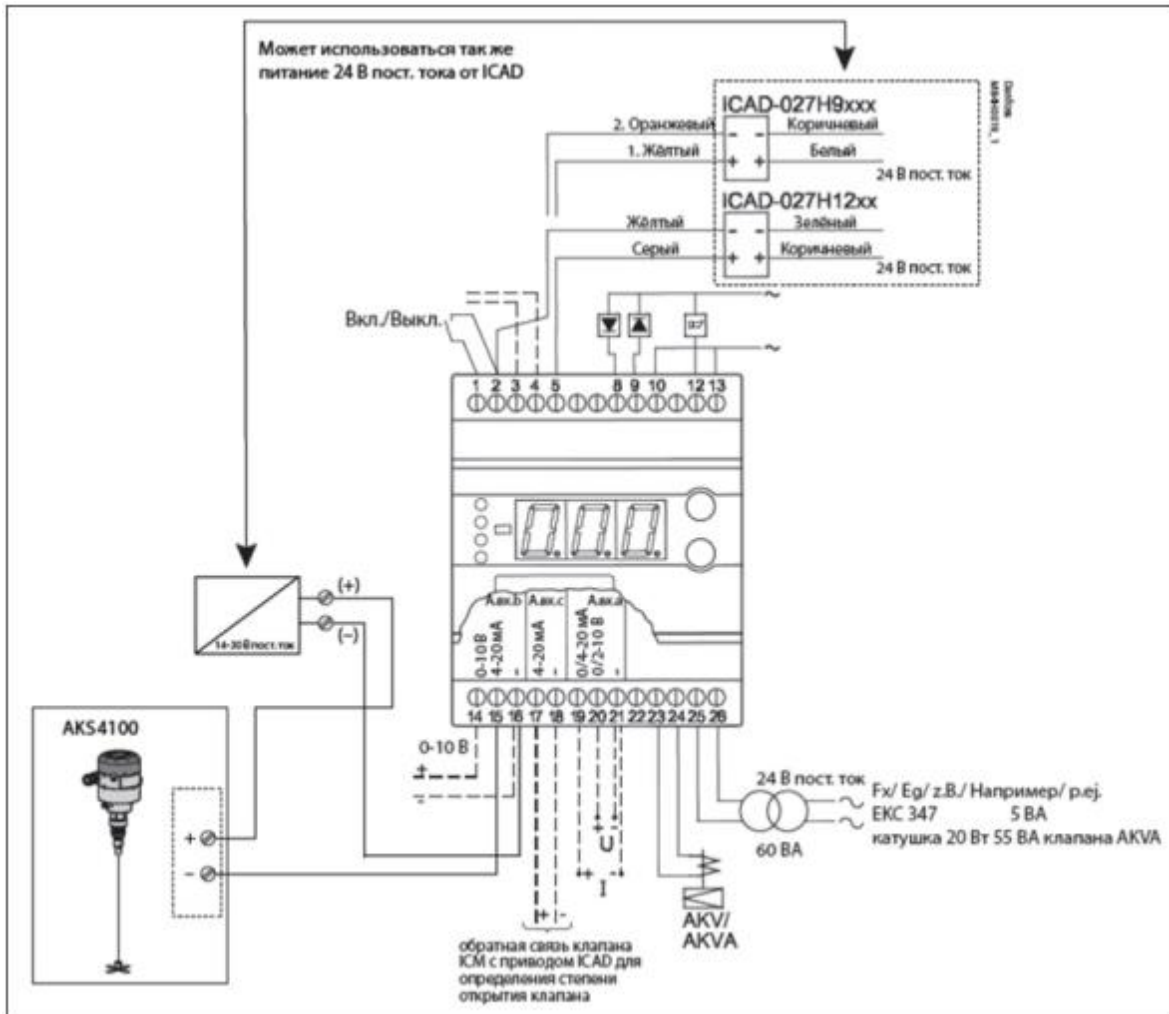 Может использоваться так же
питание 24 В пост. тока от ICAD
ICAD-027H9xxx
2. Оранжевый - - Коричневый
1. Жёлтый + + Белый
24 В пост. ток
ICAD-027H12xx
Жёлтый - - Зелёный
Серый + + Коричневый
24 В пост. ток
Danfoss
Вкл./Выкл.
1 2 3 4 5 8 9 10 12 13
(+)
(−)
14-30 В пост. ток
А.вх.b А.вх.c А.вх.a
0-10 В
4-20 мА
-
4-20 мА
-
0/4-20 мА
0/2-10 В
-
14 15 16 17 18 19 20 21 22 23 24 25 26
AKS4100
+
-
0-10 В
+
-
+ -
U
+ -
I
+ -
обратная связь клапана
ICM с приводом ICAD для
определения степени
открытия клапана
AKV/
AKVA
24 В пост. ток
60 ВА
Fx/ Eg/ z.B./ Например/ p.ej.
ЕКС 347 5 ВА
катушка 20 Вт 55 ВА клапана AKVA